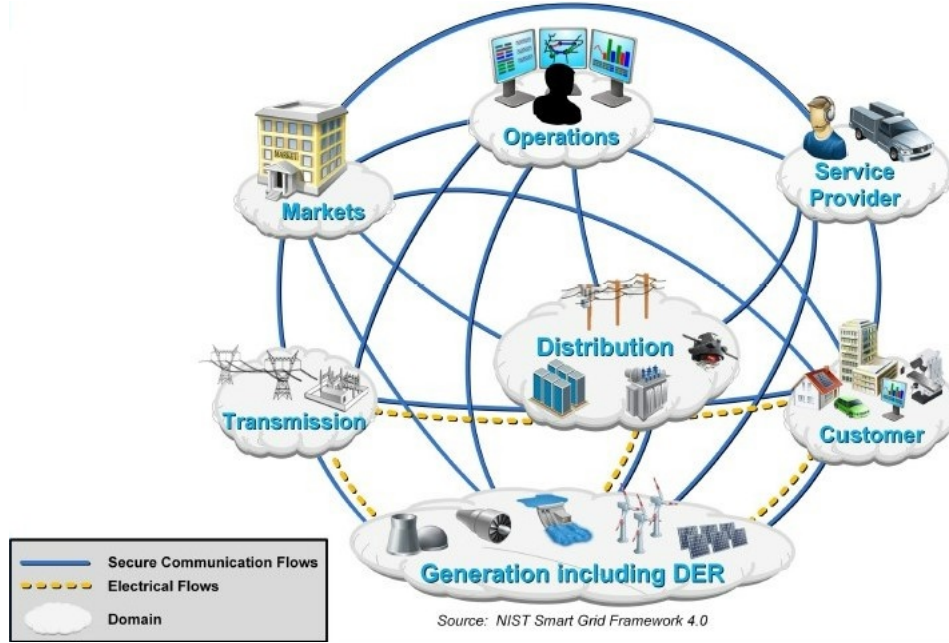 Operations
Service
Provider
MARKET
Markets
Distribution
Transmission
Customer
Generation including DER
Secure Communication Flows
Electrical Flows
Domain
Source: NIST Smart Grid Framework 4.0